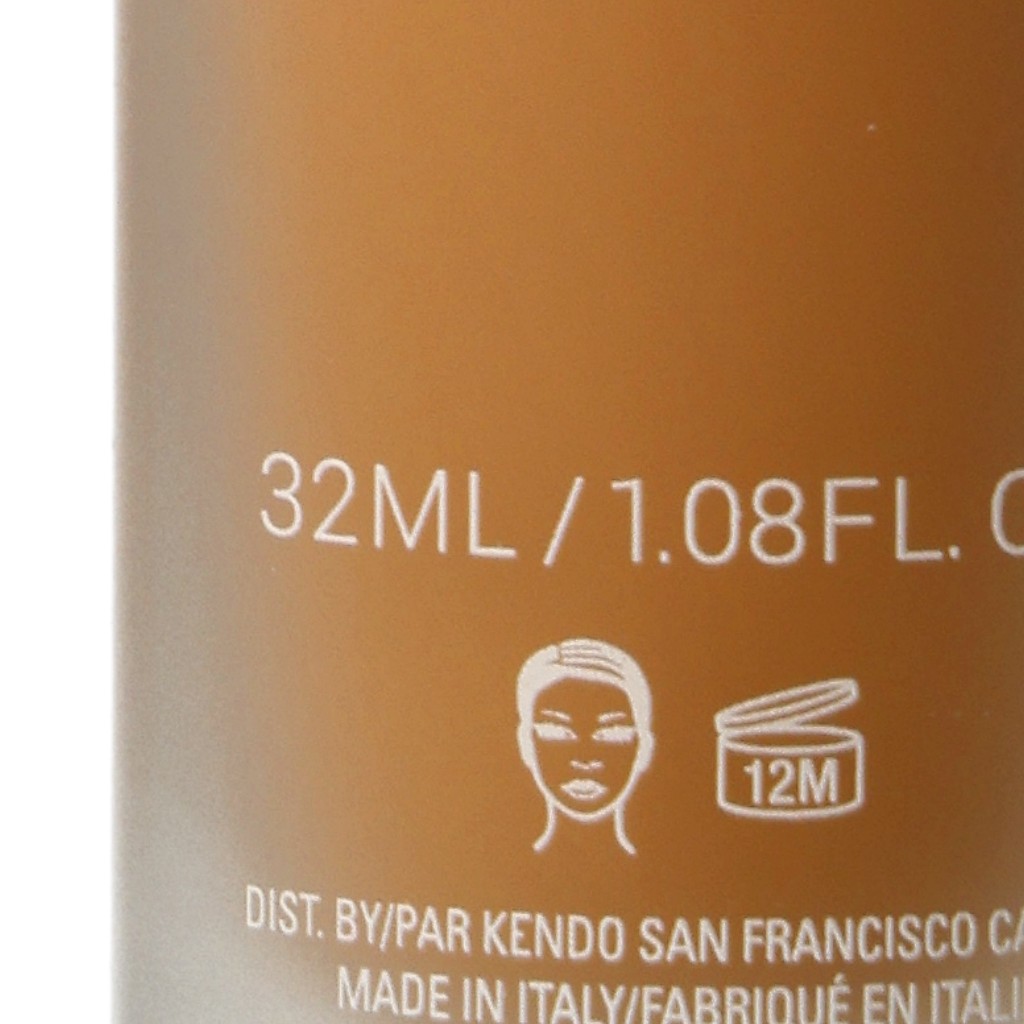 32ML / 1.08FL.
12M
DIST. BY/PAR KENDO SAN FRANCISCO
MADE IN ITALY/FABRIQUÉ EN